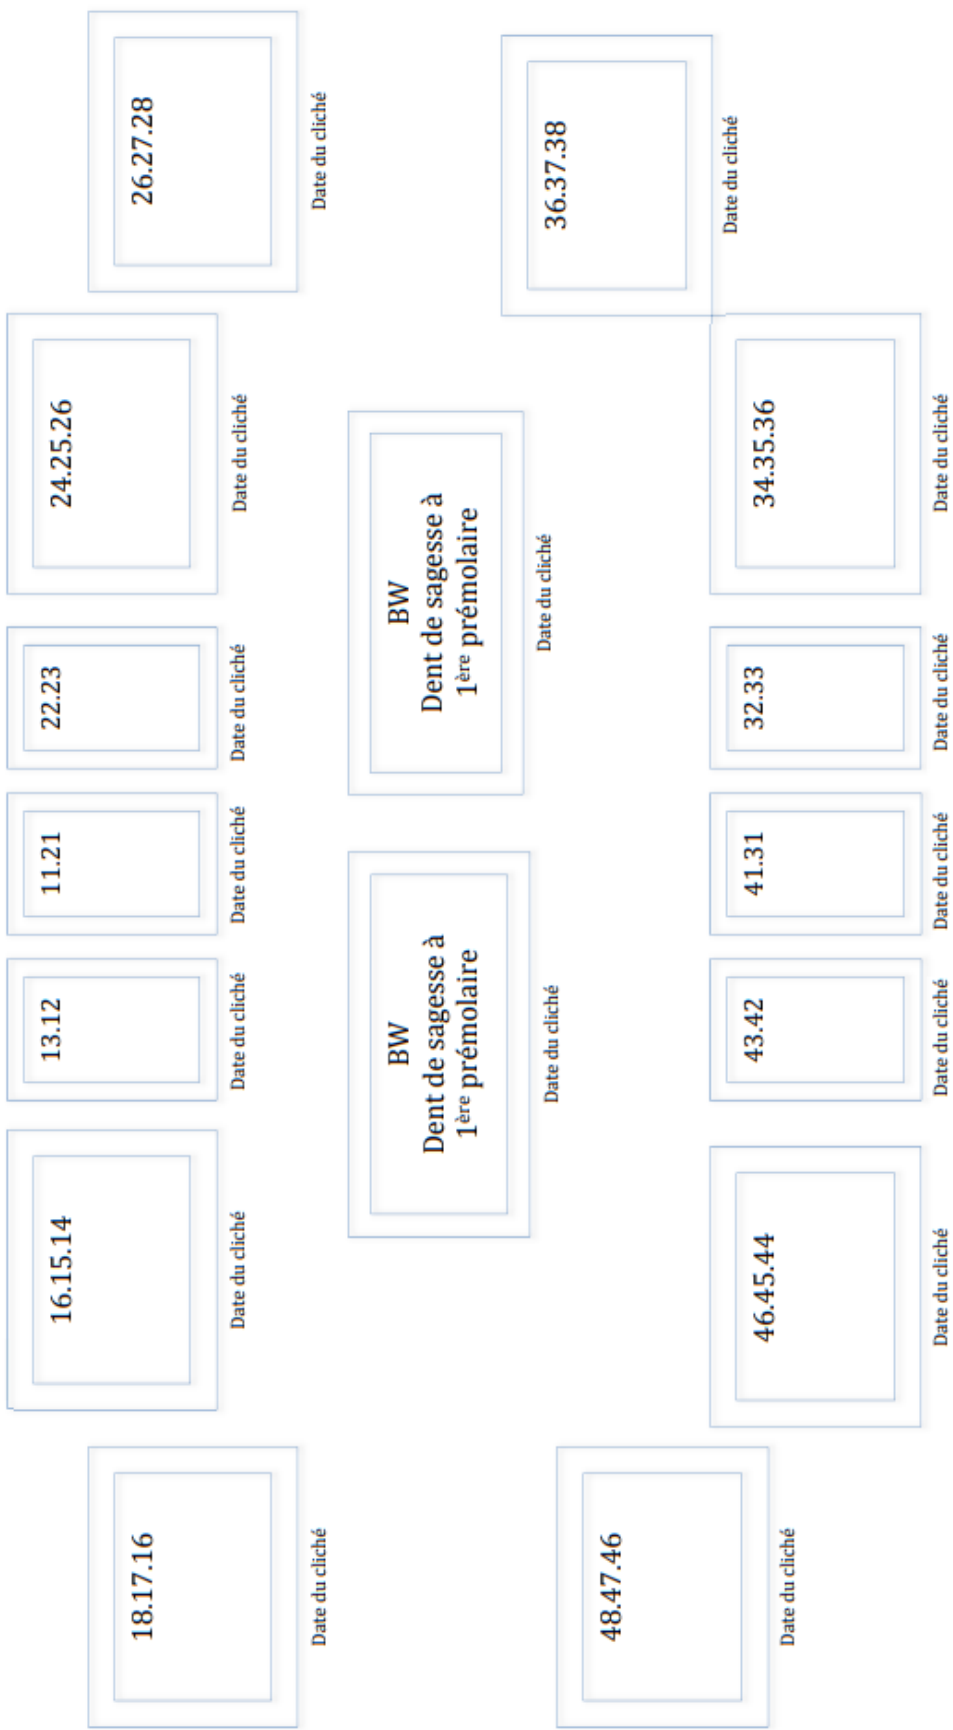 18.17.16
Date du cliché
16.15.14
Date du cliché
13.12
Date du cliché
11.21
Date du cliché
22.23
Date du cliché
24.25.26
Date du cliché
26.27.28
Date du cliché
BW
Dent de sagesse à
1ère prémolaire
Date du cliché
BW
Dent de sagesse à
1ère prémolaire
Date du cliché
48.47.46
Date du cliché
46.45.44
Date du cliché
43.42
Date du cliché
41.31
Date du cliché
32.33
Date du cliché
34.35.36
Date du cliché
36.37.38
Date du cliché